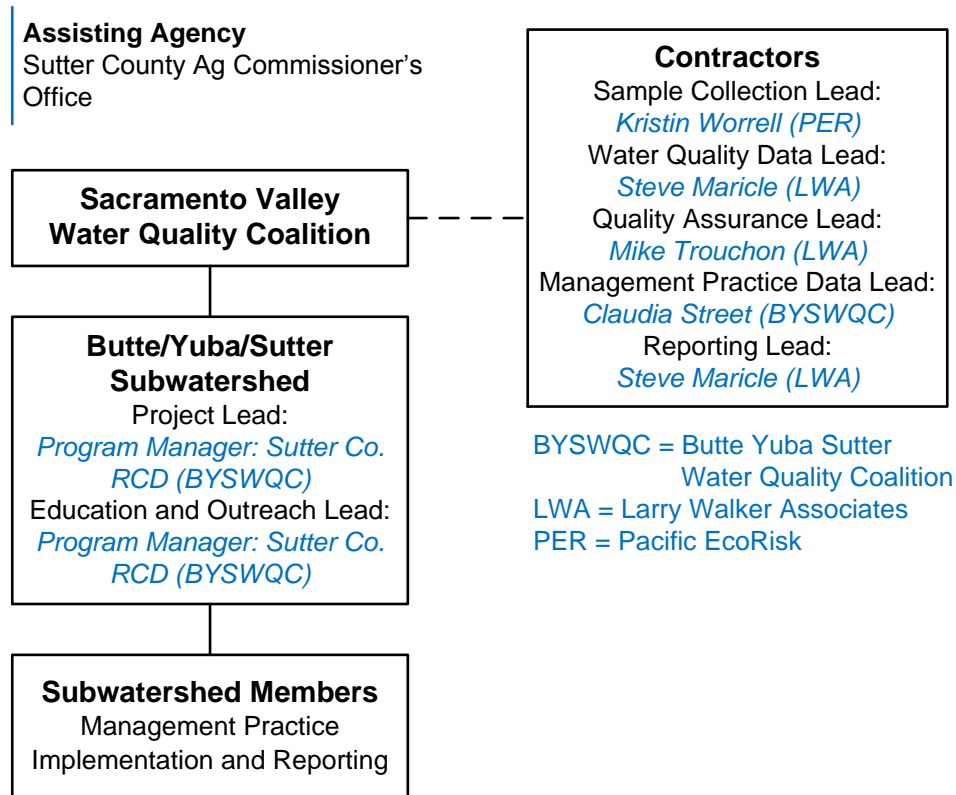 Assisting Agency
Sutter County Ag Commissioner's
Office
Sacramento Valley
Water Quality Coalition
Butte/Yuba/Sutter
Subwatershed
Project Lead:
Program Manager: Sutter Co.
RCD (BYSWQC)
Education and Outreach Lead:
Program Manager: Sutter Co.
RCD (BYSWQC)
Subwatershed Members
Management Practice
Implementation and Reporting
Contractors
Sample Collection Lead:
Kristin Worrell (PER)
Water Quality Data Lead:
Steve Maricle (LWA)
Quality Assurance Lead:
Mike Trouchon (LWA)
Management Practice Data Lead:
Claudia Street (BYSWQC)
Reporting Lead:
Steve Maricle (LWA)
BYSWQC = Butte Yuba Sutter
Water Quality Coalition
LWA = Larry Walker Associates
PER = Pacific EcoRisk